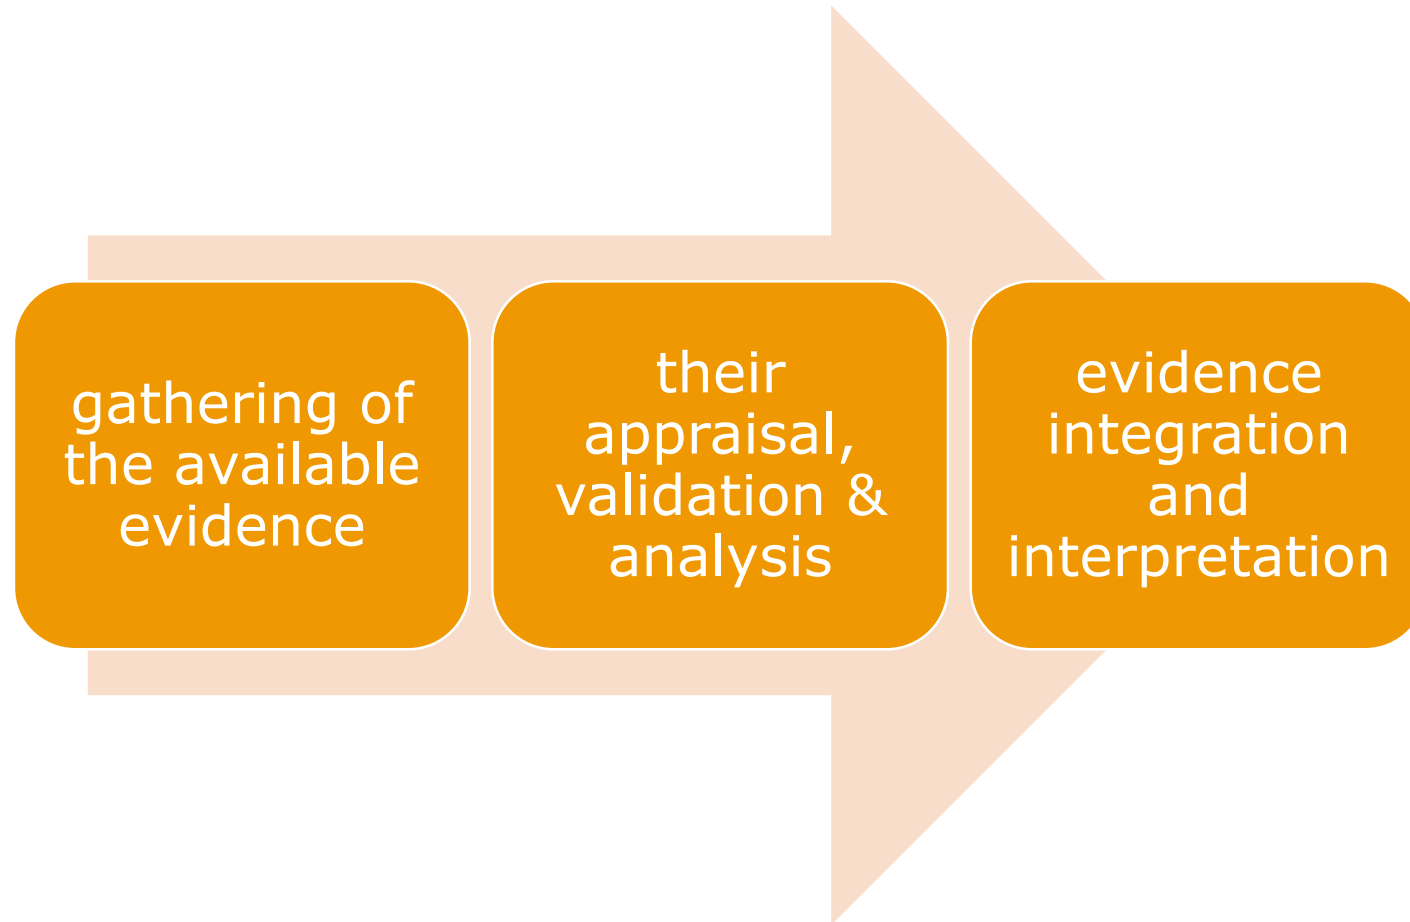 gathering of
the available
evidence
their
appraisal,
validation &
analysis
evidence
integration
and
interpretation